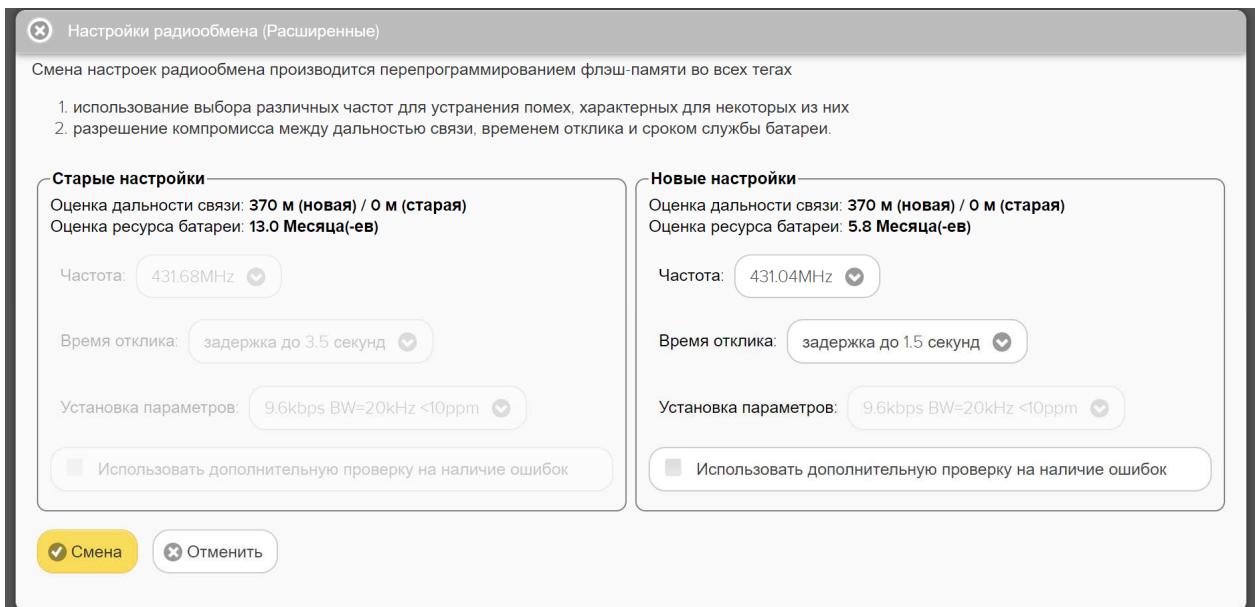 Настройки радиообмена (Расширенные)
Смена настроек радиообмена производится перепрограммированием флэш-памяти во всех тегах
1. использование выбора различных частот для устранения помех, характерных для некоторых из них
2. разрешение компромисса между дальностью связи, временем отклика и сроком службы батареи.
Старые настройки
Оценка дальности связи: 370 м (новая) / 0 м (старая)
Оценка ресурса батареи: 13.0 Месяца(-ев)
Частота: 431.68MHz
Время отклика: задержка до 3.5 секунд
Установка параметров: 9.6kbps BW=20kHz <10ppm
Использовать дополнительную проверку на наличие ошибок
Новые настройки
Оценка дальности связи: 370 м (новая) / 0 м (старая)
Оценка ресурса батареи: 5.8 Месяца(-ев)
Частота: 431.04MHz
Время отклика: задержка до 1.5 секунд
Установка параметров: 9.6kbps BW=20kHz <10ppm
Использовать дополнительную проверку на наличие ошибок
Смена
Отменить